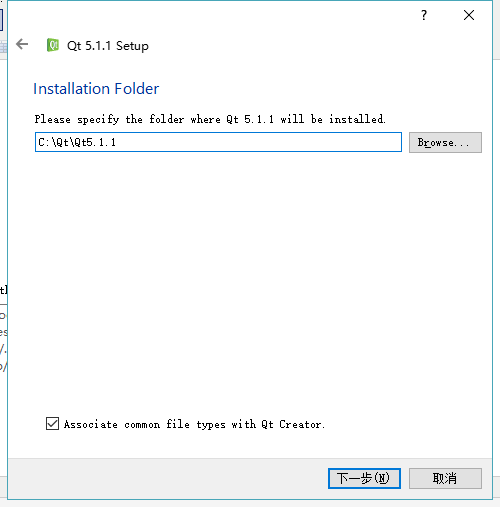 ?
Qt 5.1.1 Setup
Installation Folder
Please specify the folder where Qt 5.1.1 will be installed.
C:\Qt\Qt5.1.1
Browse...
Associate common file types with Qt Creator.
下一步(N)
取消